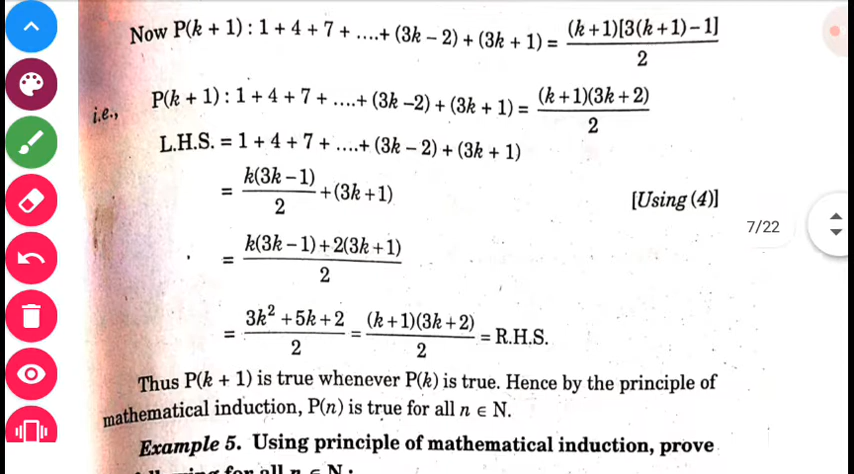 Now P(k + 1) : 1 + 4 + 7 + ....+ (3k – 2) + (3k + 1) = (k+1)[3(k+1)–1] / 2
i.e., P(k + 1) : 1 + 4 + 7 + ....+ (3k –2) + (3k + 1) = (k+1)(3k+2) / 2
L.H.S. = 1 + 4 + 7 + ....+ (3k – 2) + (3k + 1)
= k(3k –1) / 2 +(3k +1) [Using (4)]
7/22
= k(3k –1)+2(3k+1) / 2
= 3k² +5k+2 / 2 = (k+1)(3k+2) / 2 = R.H.S.
Thus P(k + 1) is true whenever P(k) is true. Hence by the principle of
mathematical induction, P(n) is true for all n ∈ N.
Example 5. Using principle of mathematical induction, prove
for all n ∈ N :